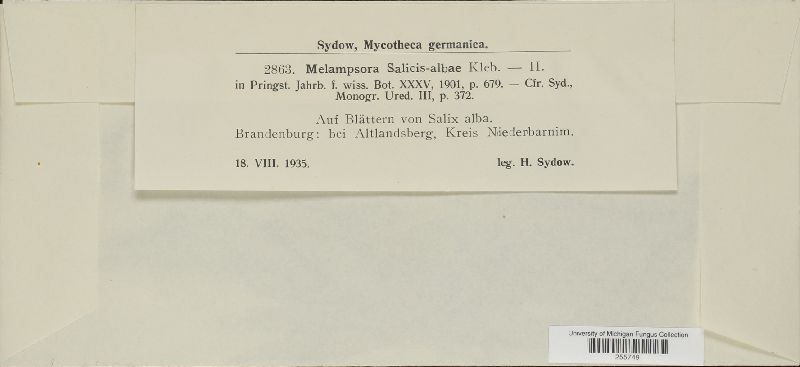 Sydow, Mycotheca germanica.
2863. Melampsora Salicis-albae Kleb. — II.
in Pringst. Jahrb. f. wiss. Bot. XXXV, 1901, p. 679. — Cfr. Syd.,
Monogr. Ured. III, p. 372.
Auf Blättern von Salix alba.
Brandenburg: bei Altlandsberg, Kreis Niederbarnim.
18. VIII. 1935. leg. H. Sydow.
University of Michigan Fungus Collection
255749